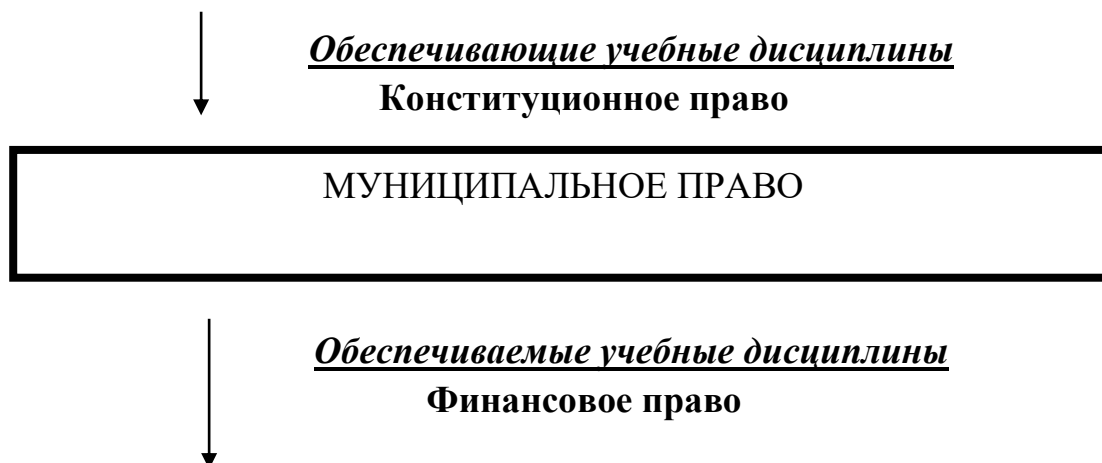 Обеспечивающие учебные дисциплины
Конституционное право
МУНИЦИПАЛЬНОЕ ПРАВО
Обеспечиваемые учебные дисциплины
Финансовое право